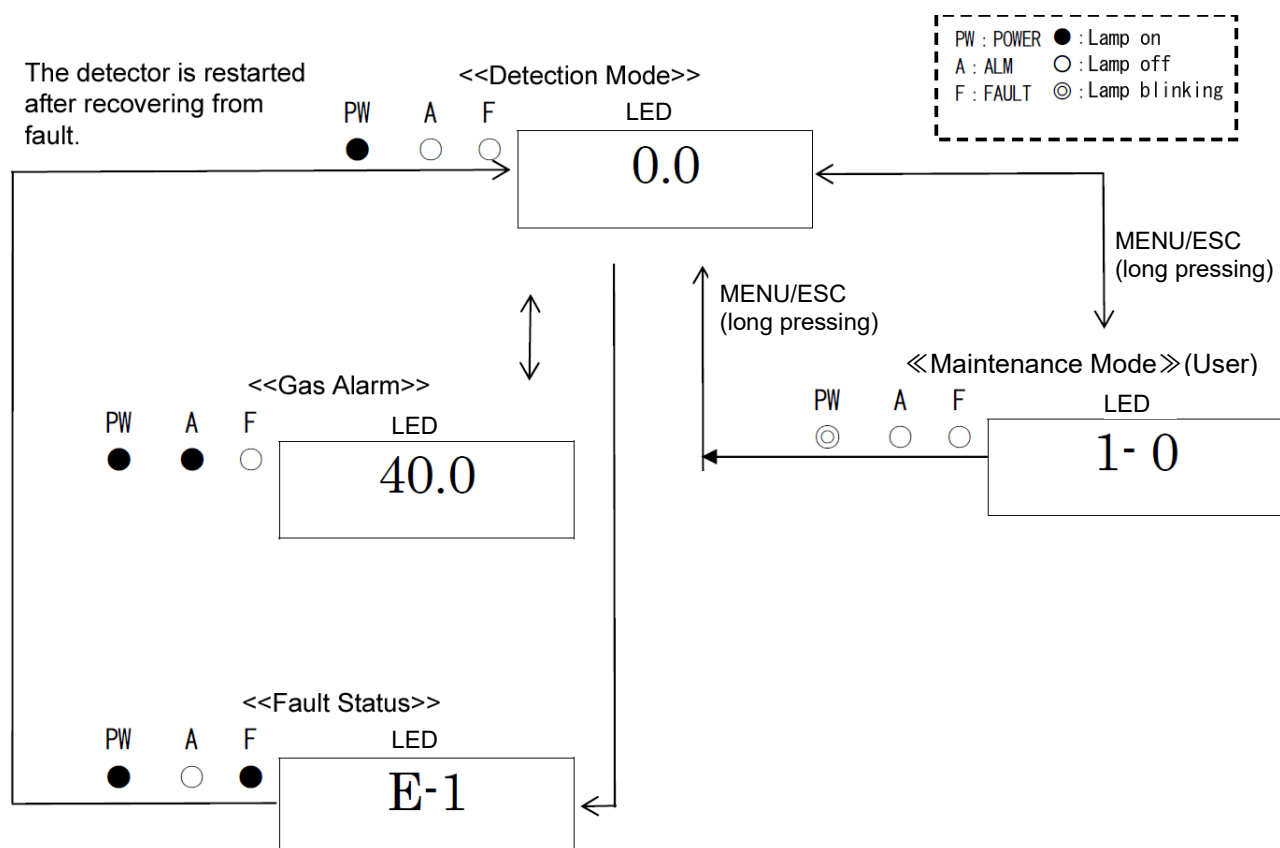 The detector is restarted
after recovering from
fault.
<<Detection Mode>>
PW A F LED
0.0
PW : POWER ● : Lamp on
A : ALM ○ : Lamp off
F : FAULT ◎ : Lamp blinking
MENU/ESC
(long pressing)
MENU/ESC
(long pressing)
<<Gas Alarm>>
PW A F LED
40.0
≪Maintenance Mode≫(User)
PW A F LED
1- 0
<<Fault Status>>
PW A F LED
E-1